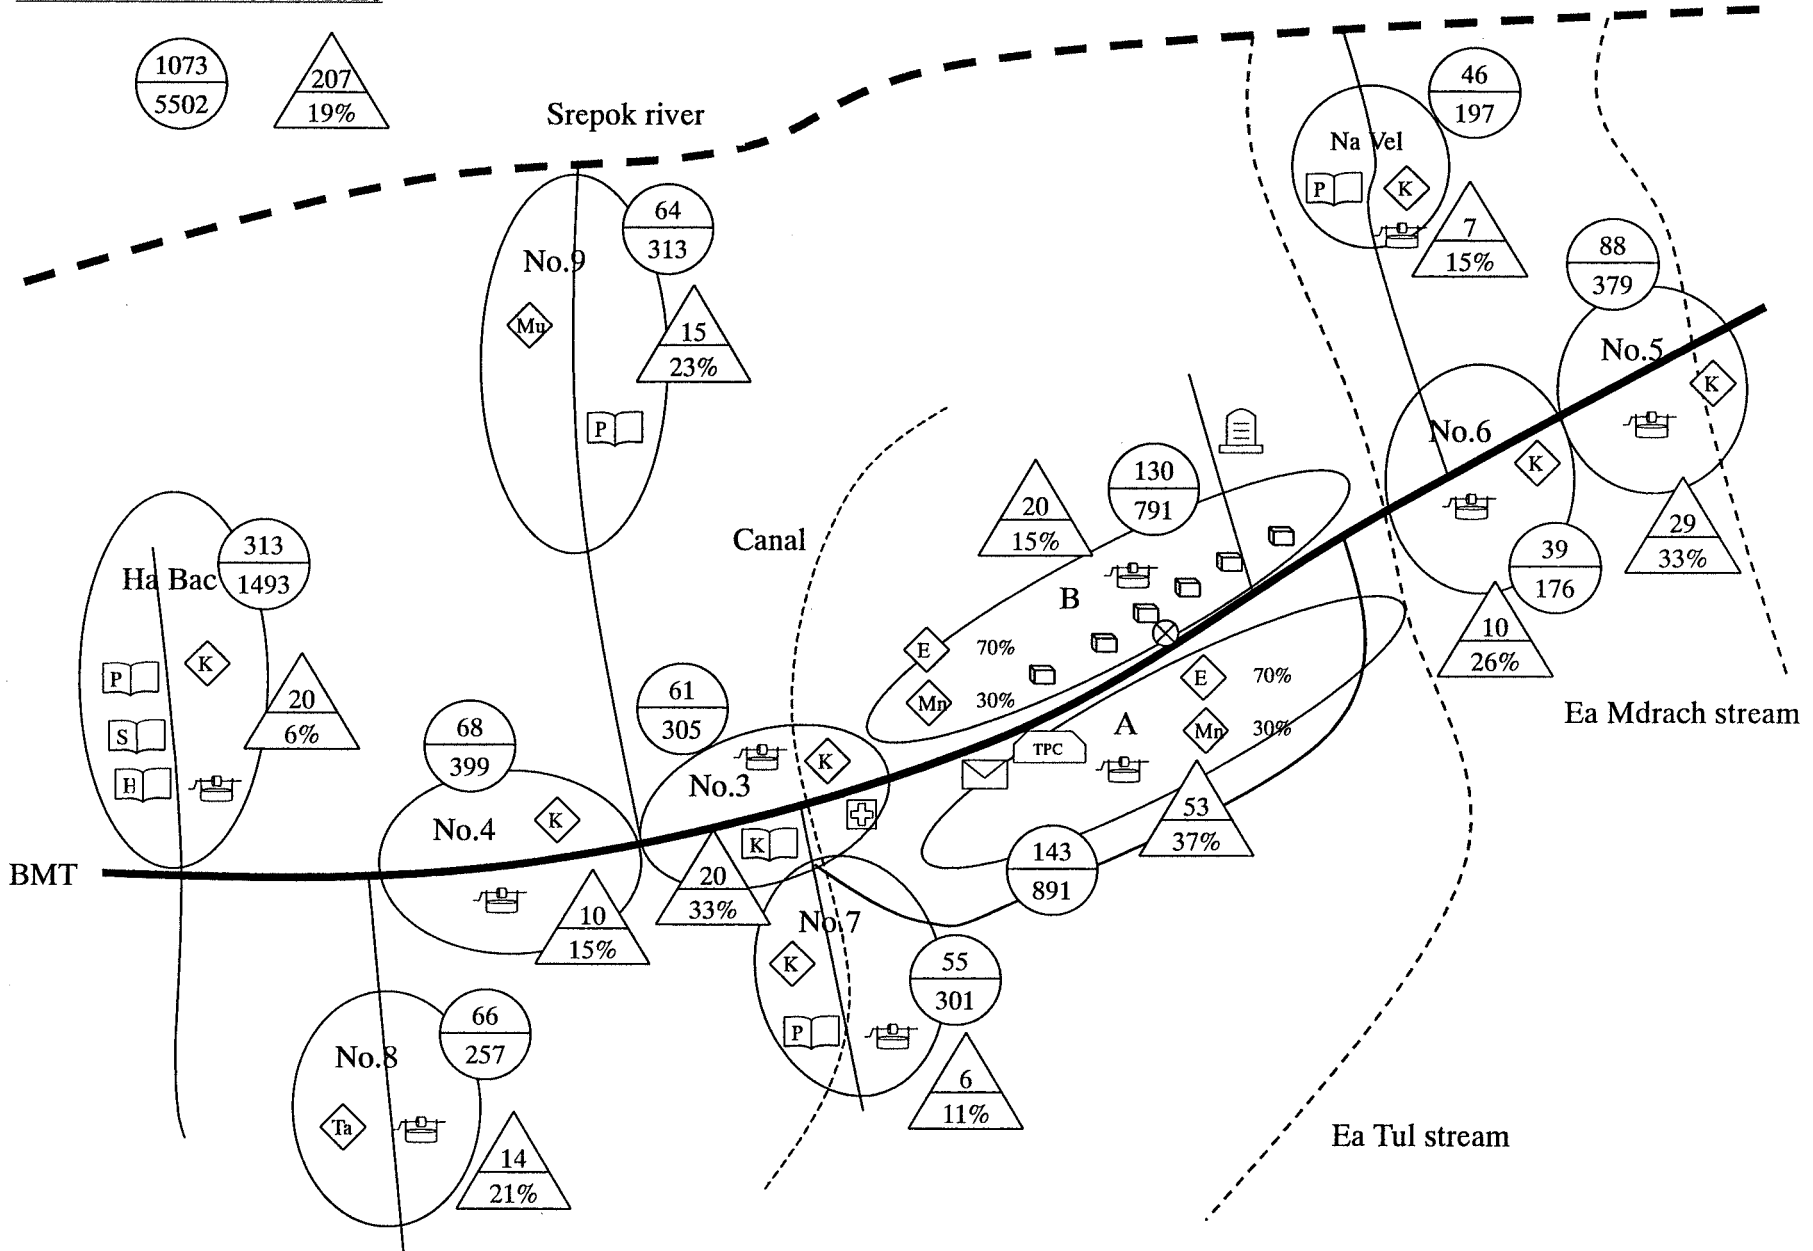 1073
5502
207
19%
Srepok river
46
197
Na Vel
P
K
7
15%
88
379
No.5
K
29
33%
64
313
No.9
Mu
15
23%
P
No.6
K
39
176
10
26%
Canal
130
791
20
15%
B
E 70%
Mn 30%
E 70%
A
Mn 30%
TPC
53
37%
143
891
313
1493
Ha Bac
K
P
S
H
20
6%
68
399
No.4
K
10
15%
61
305
No.3
K
K
20
33%
BMT
No.7
K
P
55
301
6
11%
66
257
No.8
Ta
14
21%
Ea Mdrach stream
Ea Tul stream